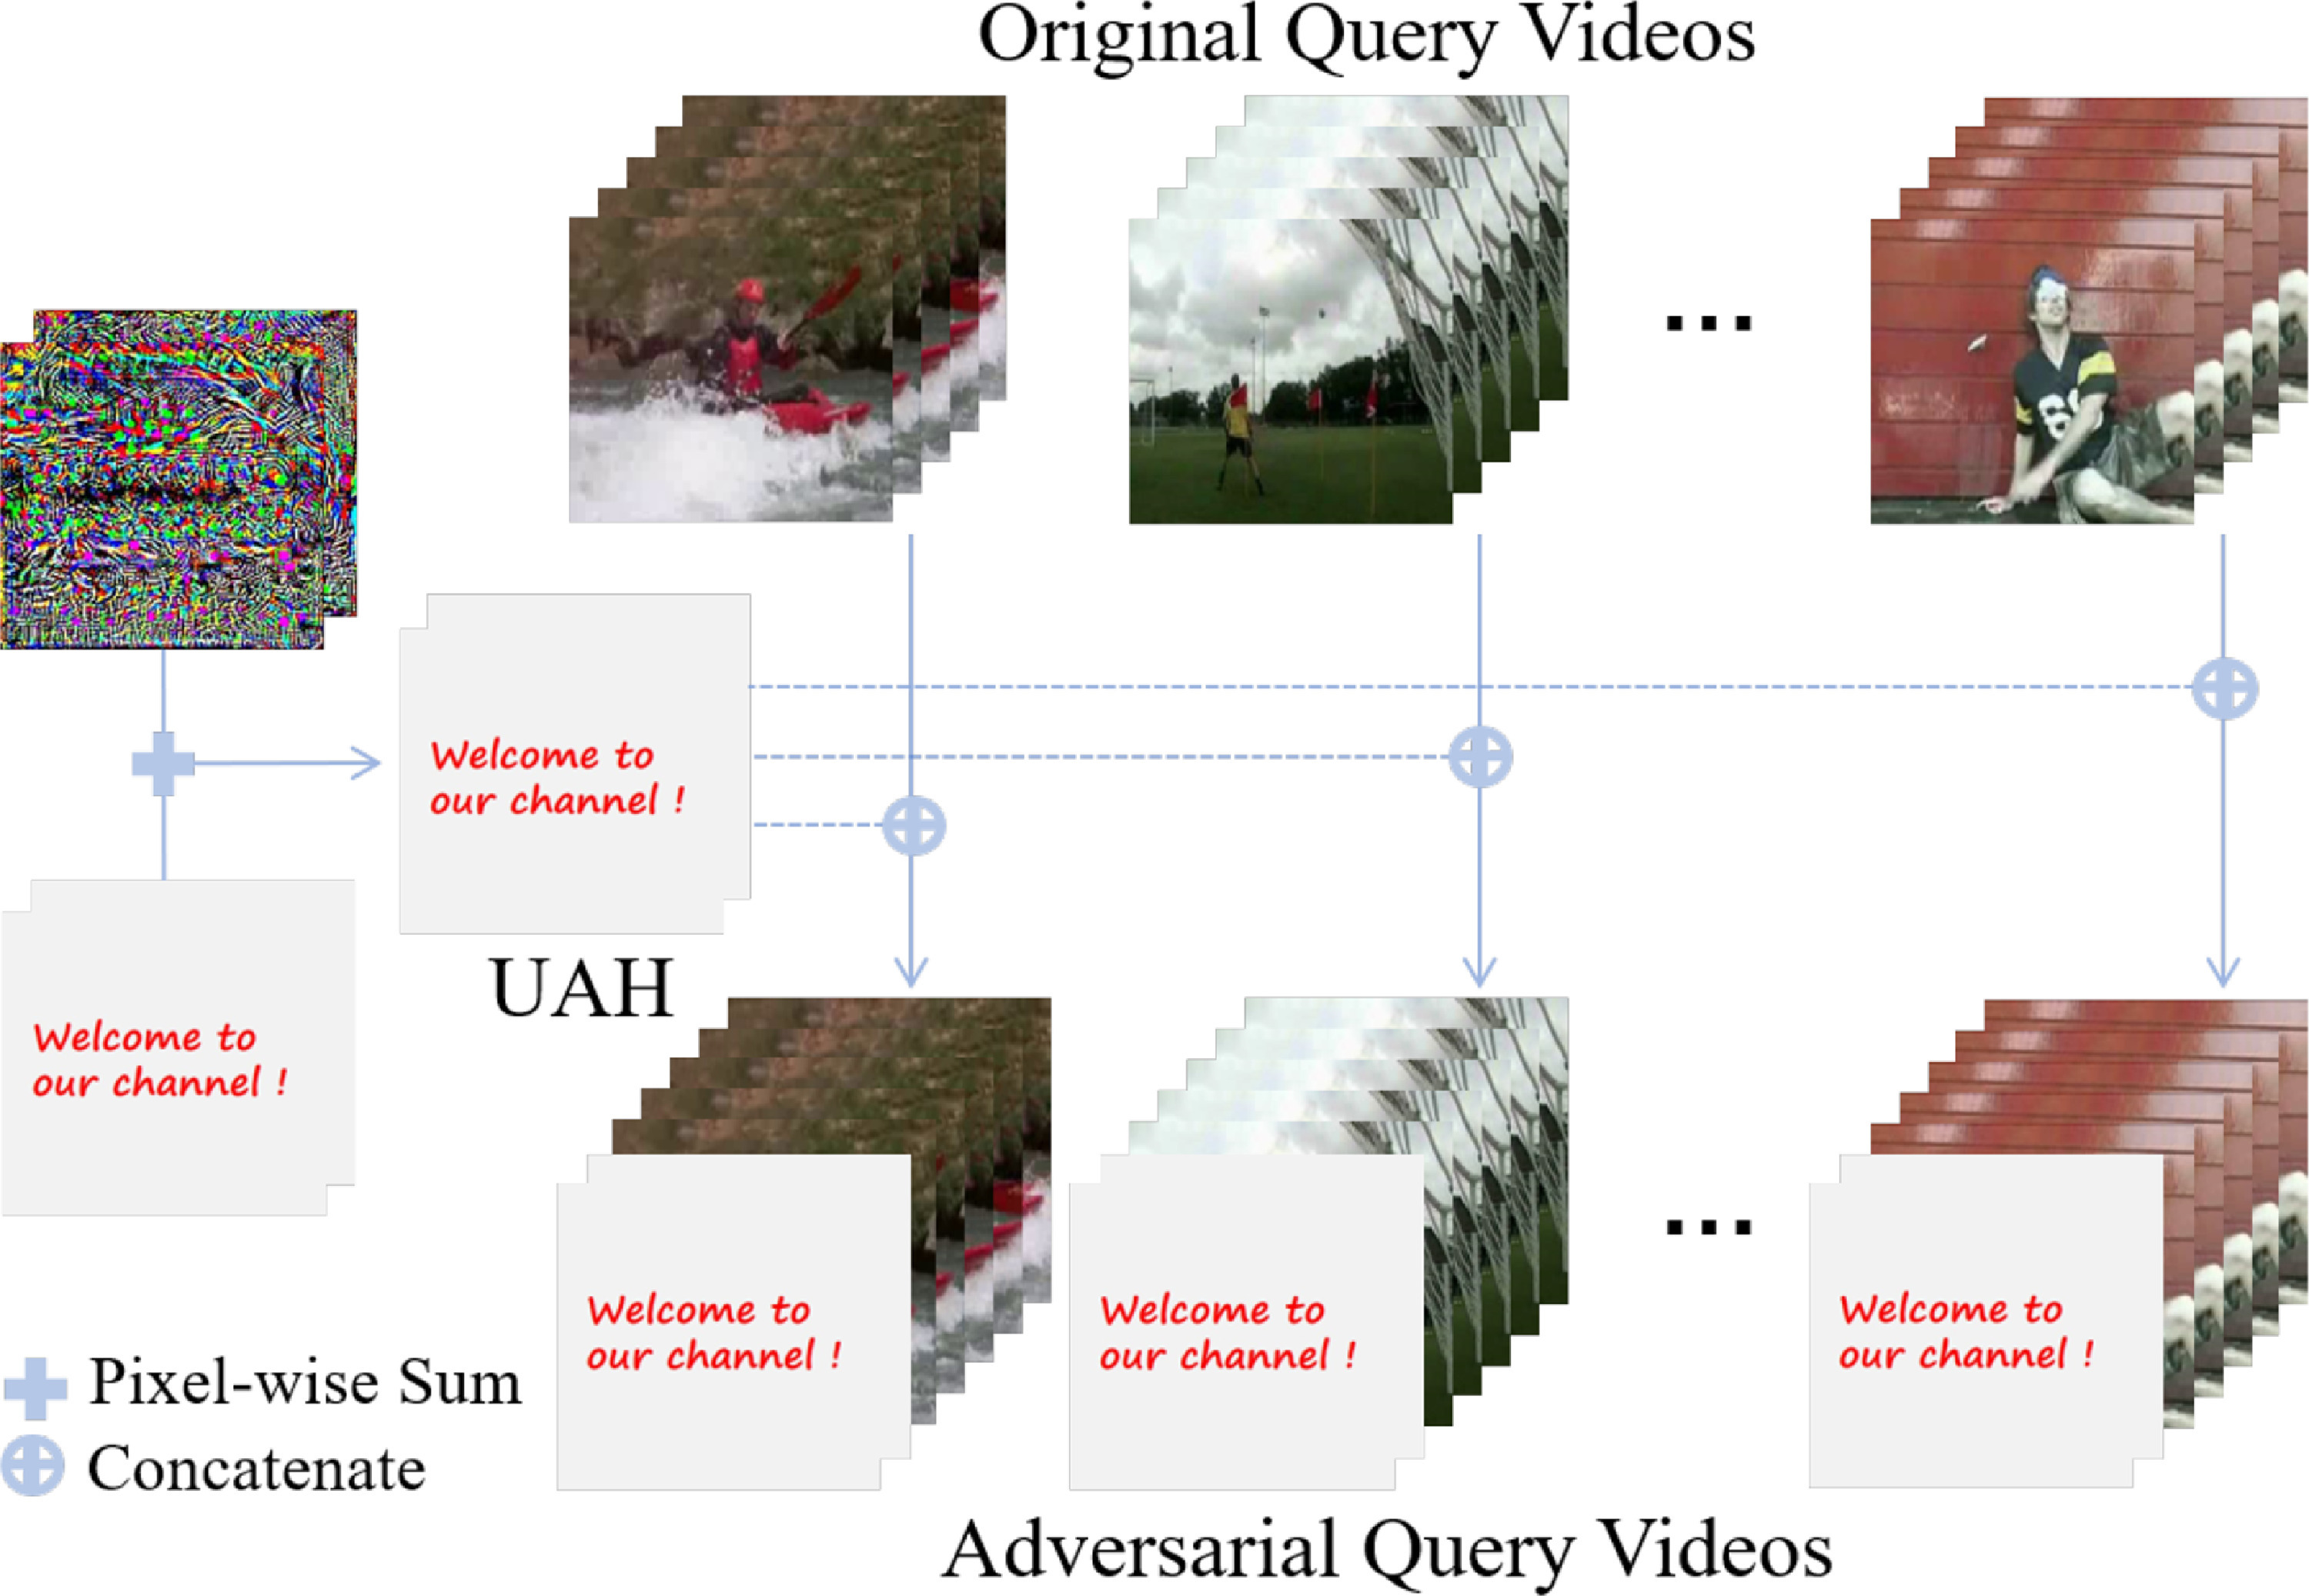 Original Query Videos
...
Welcome to
our channel !
UAH
Welcome to
our channel !
...
Welcome to
our channel !
Welcome to
our channel !
Welcome to
our channel !
Pixel-wise Sum
Concatenate
Adversarial Query Videos